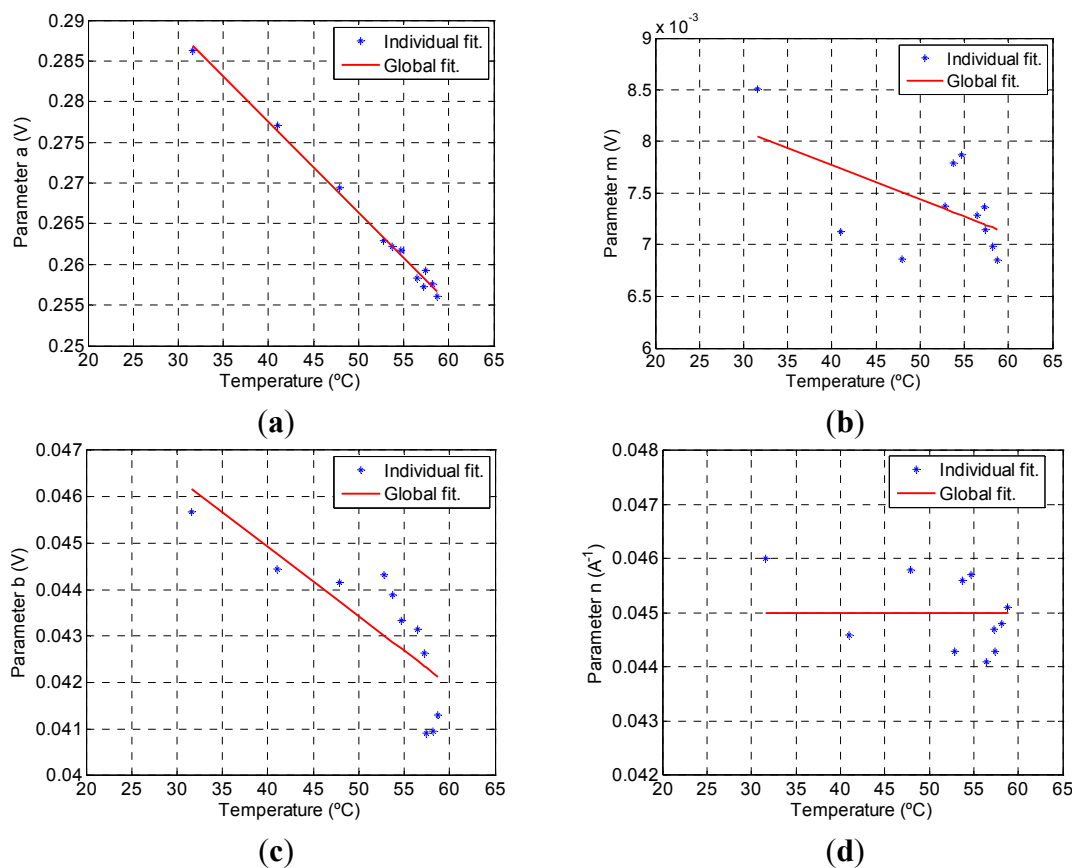 0.29
0.285
0.28
0.275
0.27
0.265
0.26
0.255
0.25
Parameter a (V)
Individual fit.
Global fit.
20 25 30 35 40 45 50 55 60 65
Temperature (ºC)
(a)
9 x 10-3
8.5
8
7.5
7
6.5
6
Parameter m (V)
Individual fit.
Global fit.
20 25 30 35 40 45 50 55 60 65
Temperature (ºC)
(b)
0.047
0.046
0.045
0.044
0.043
0.042
0.041
0.04
Parameter b (V)
Individual fit.
Global fit.
20 25 30 35 40 45 50 55 60 65
Temperature (ºC)
(c)
0.048
0.047
0.046
0.045
0.044
0.043
0.042
Parameter n (A-1)
Individual fit.
Global fit.
20 25 30 35 40 45 50 55 60 65
Temperature (ºC)
(d)